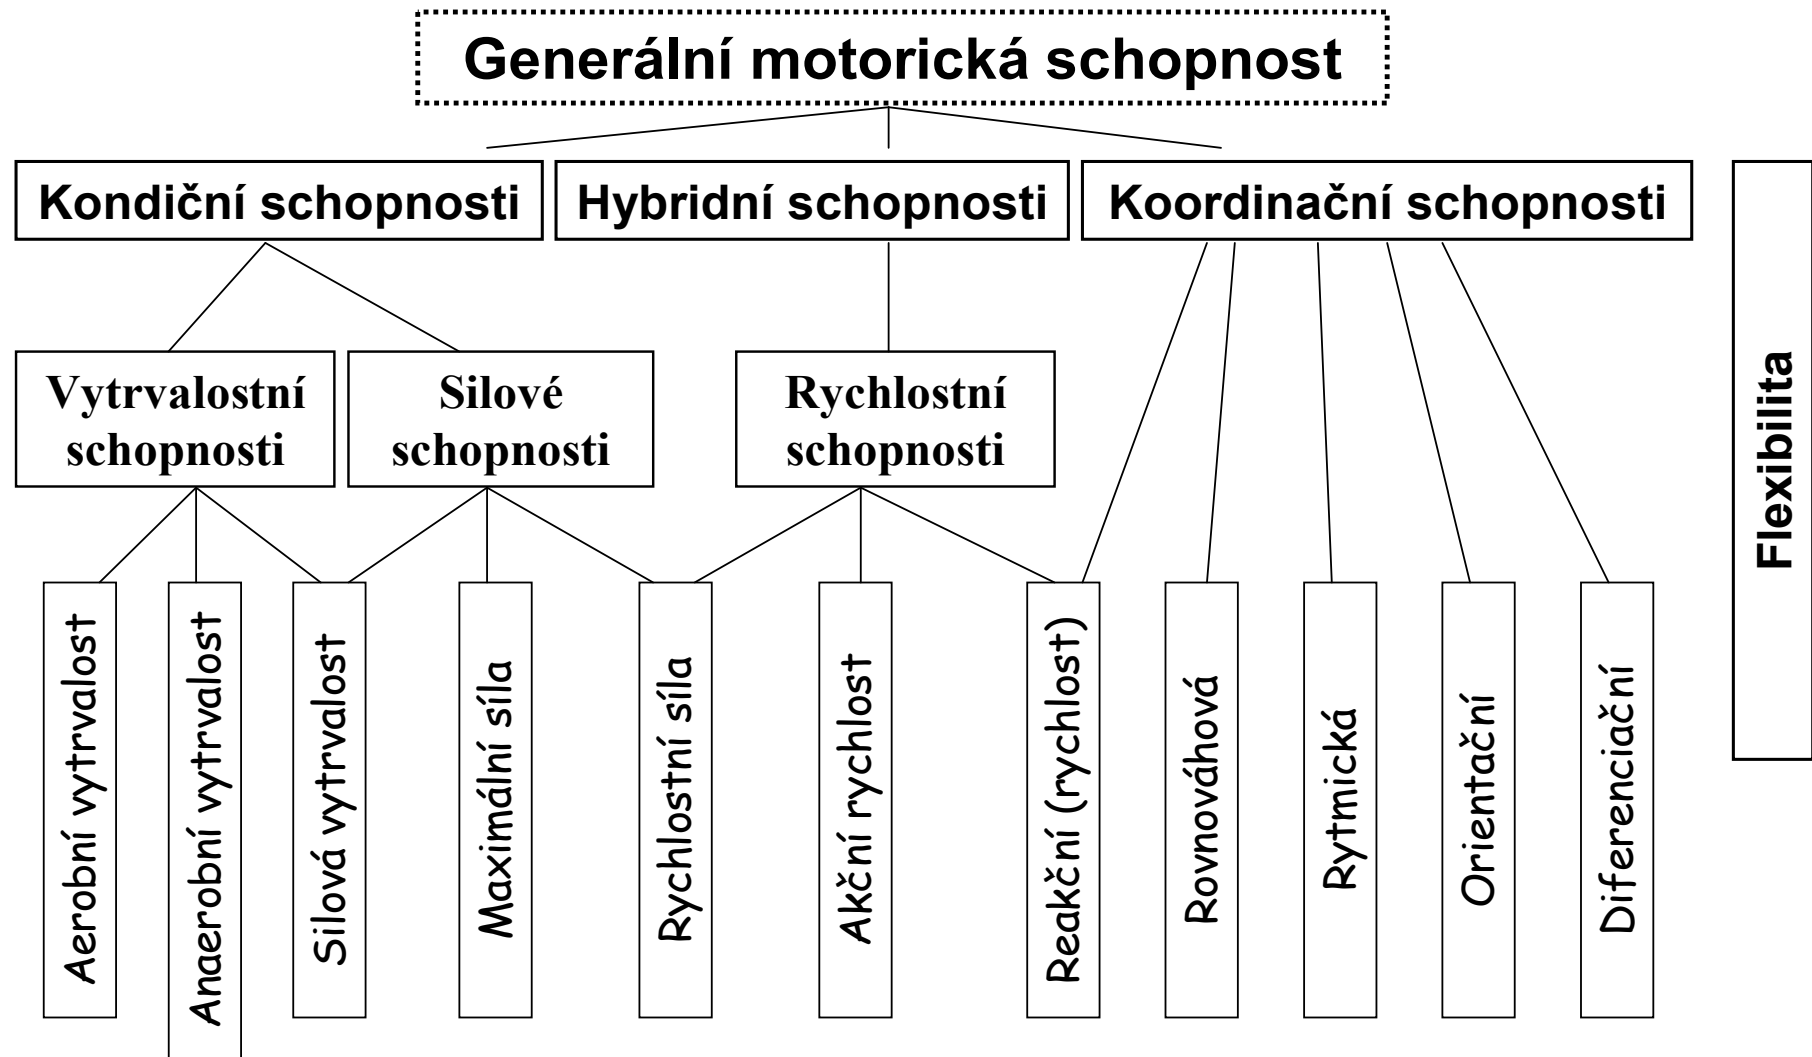 Generální motorická schopnost
Kondiční schopnosti
Hybridní schopnosti
Koordinační schopnosti
Flexibilita
Vytrvalostní
schopnosti
Silové
schopnosti
Rychlostní
schopnosti
Aerobní vytrvalost
Anaerobní vytrvalost
Silová vytrvalost
Maximální síla
Rychlostní síla
Akční rychlost
Reakční (rychlost)
Rovnováhová
Rytmická
Orientační
Diferenciační